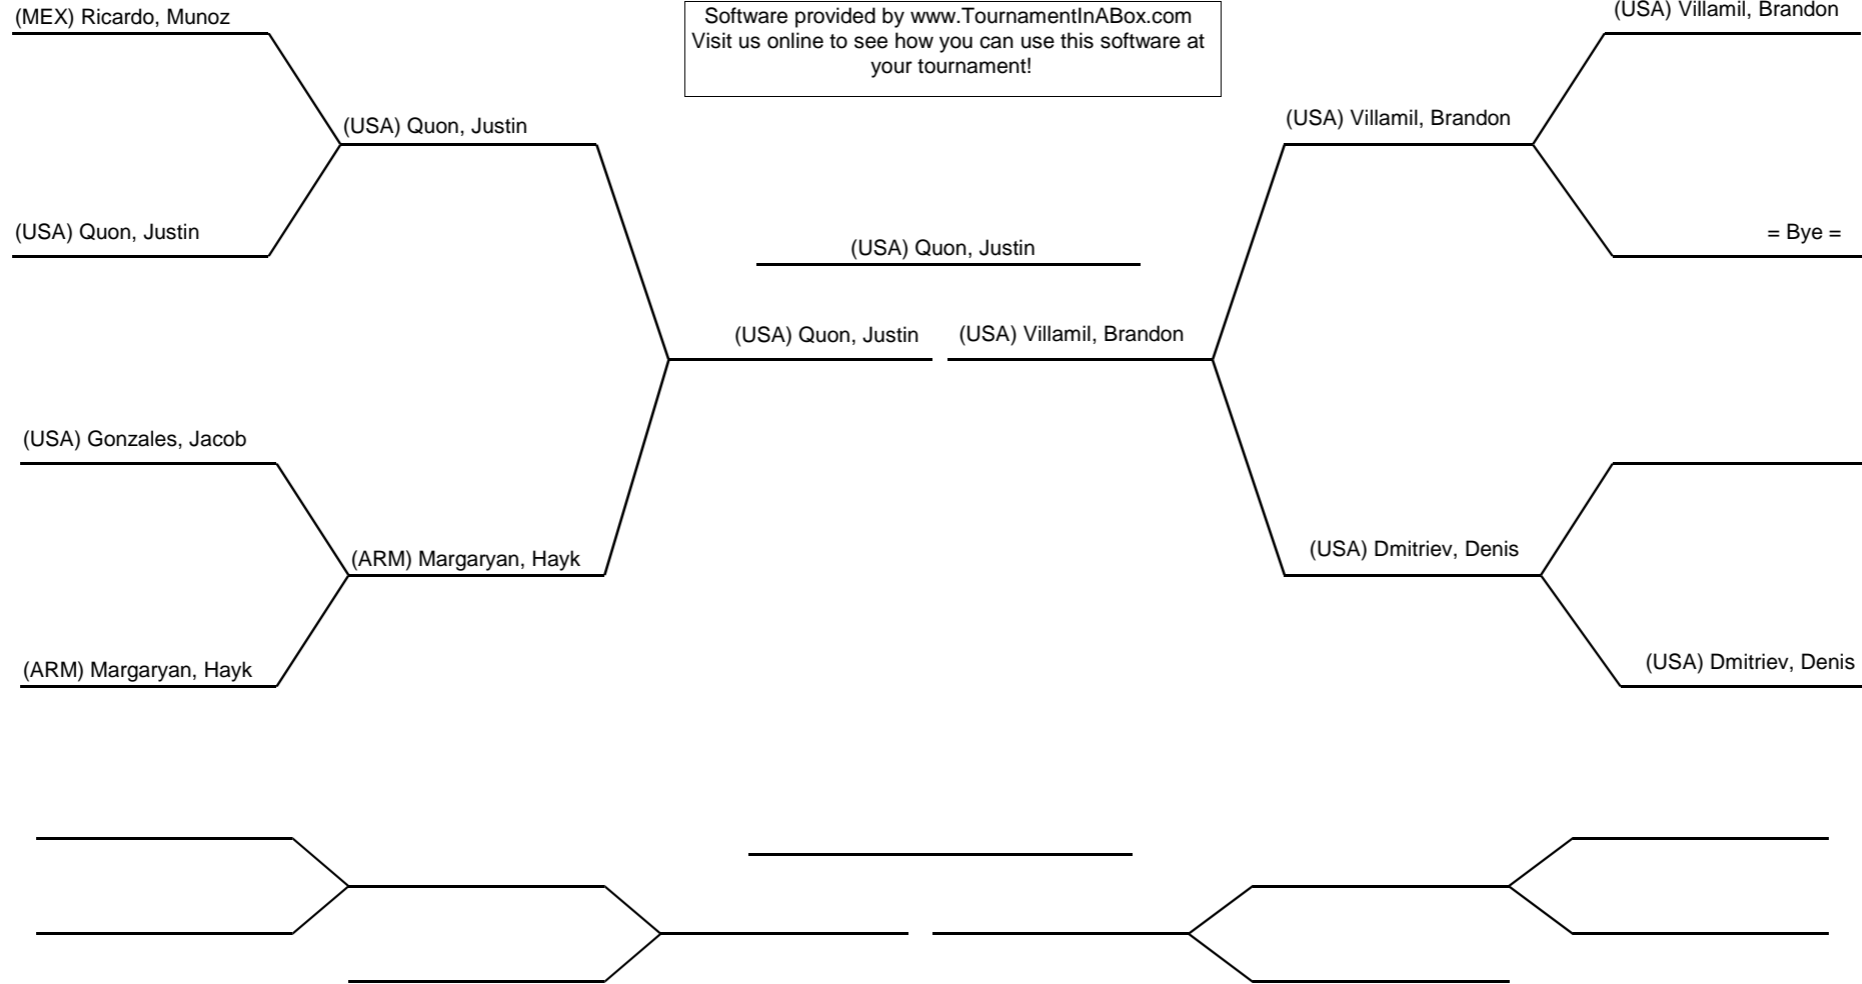 (MEX) Ricardo, Munoz
Software provided by www.TournamentInABox.com
Visit us online to see how you can use this software at
your tournament!
(USA) Villamil, Brandon
(USA) Quon, Justin
(USA) Villamil, Brandon
(USA) Quon, Justin
(USA) Quon, Justin
= Bye =
(USA) Quon, Justin
(USA) Villamil, Brandon
(USA) Gonzales, Jacob
(ARM) Margaryan, Hayk
(USA) Dmitriev, Denis
(ARM) Margaryan, Hayk
(USA) Dmitriev, Denis